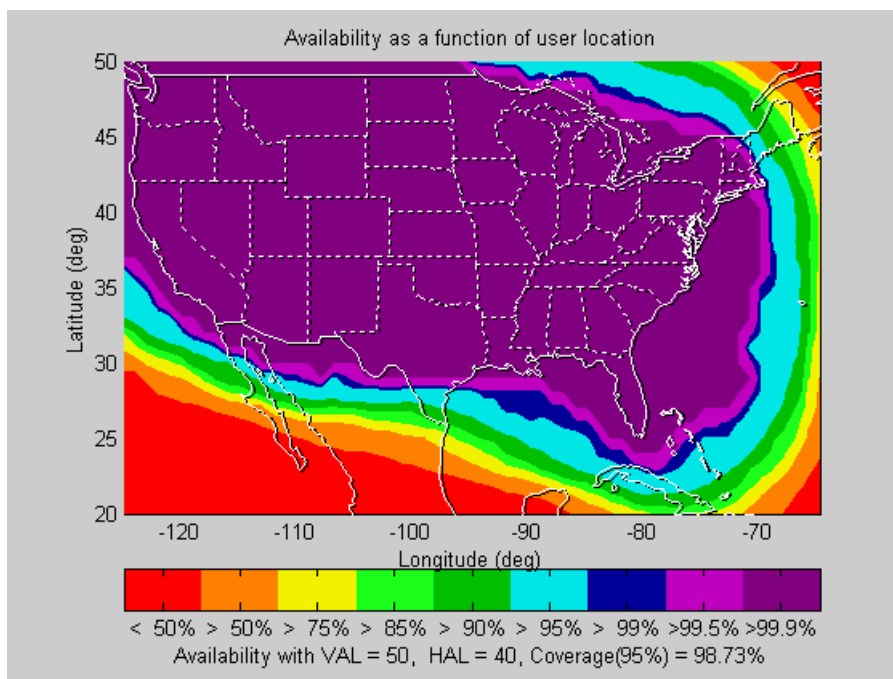 Availability as a function of user location
50
45
40
35
30
25
20
Latitude (deg)
-120 -110 -100 -90 -80 -70
Longitude (deg)
< 50% > 50% > 75% > 85% > 90% > 95% > 99% >99.5% >99.9%
Availability with VAL = 50, HAL = 40, Coverage(95%) = 98.73%